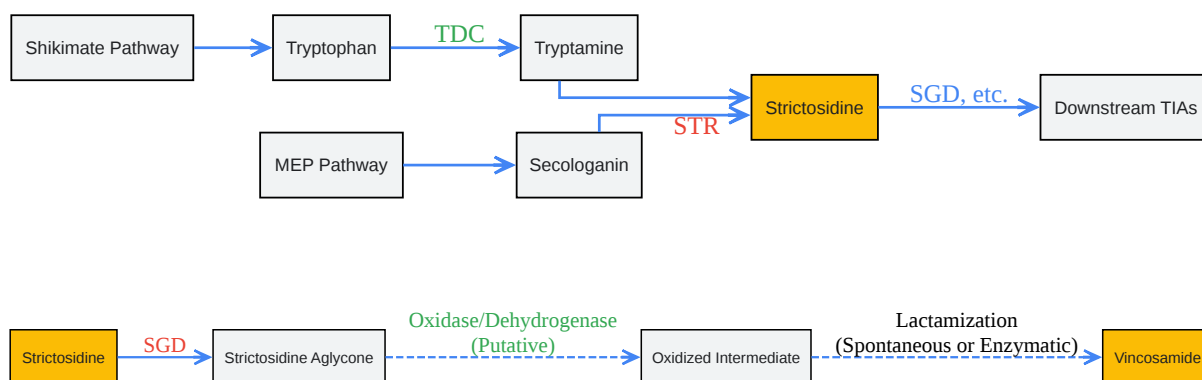 Shikimate Pathway
Tryptophan
TDC
Tryptamine
Strictosidine
SGD, etc.
Downstream TIAs
STR
MEP Pathway
Secologanin
Strictosidine
SGD
Strictosidine Aglycone
Oxidase/Dehydrogenase
(Putative)
Oxidized Intermediate
Lactamization
(Spontaneous or Enzymatic)
Vincosamide